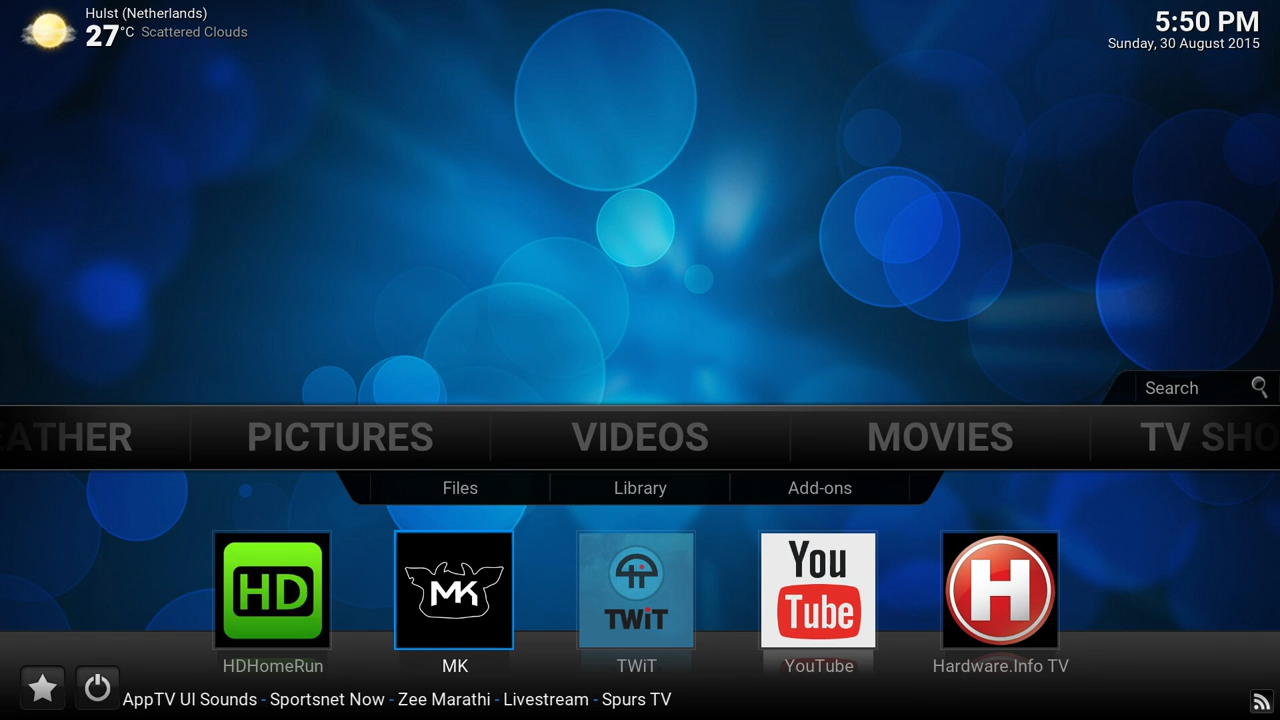 Hulst (Netherlands)
27°C Scattered Clouds
5:50 PM
Sunday, 30 August 2015
Search
EATHER PICTURES VIDEOS MOVIES TV SHO
Files Library Add-ons
HD
MK
TWiT
You
Tube
H
HDHomeRun MK TWiT YouTube Hardware.Info TV
AppTV UI Sounds - Sportsnet Now - Zee Marathi - Livestream - Spurs TV